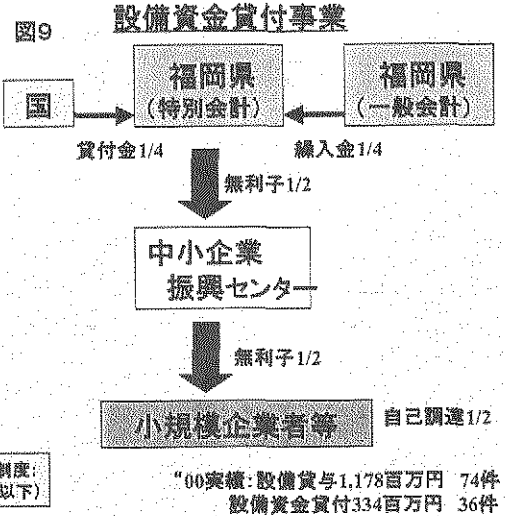 図9
設備資金貸付事業
国
福岡県
(特別会計)
福岡県
(一般会計)
貸付金1/4
繰入金1/4
無利子1/2
中小企業
振興センター
無利子1/2
小規模企業者等
自己調達1/2
制度:
以下)
"00実績:設備貸与1,178百万円 74件
設備資金貸付334百万円 36件